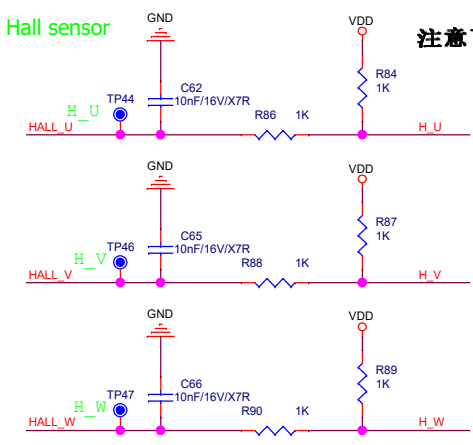 Hall sensor
注意
GND
VDD
C62
10nF/16V/X7R
R84
1K
TP44
H_U
R86 1K
HALL_U
H_U
GND
VDD
C65
10nF/16V/X7R
R87
1K
TP46
H_V
R88 1K
HALL_V
H_V
GND
VDD
C66
10nF/16V/X7R
R89
1K
TP47
H_W
R90 1K
HALL_W
H_W